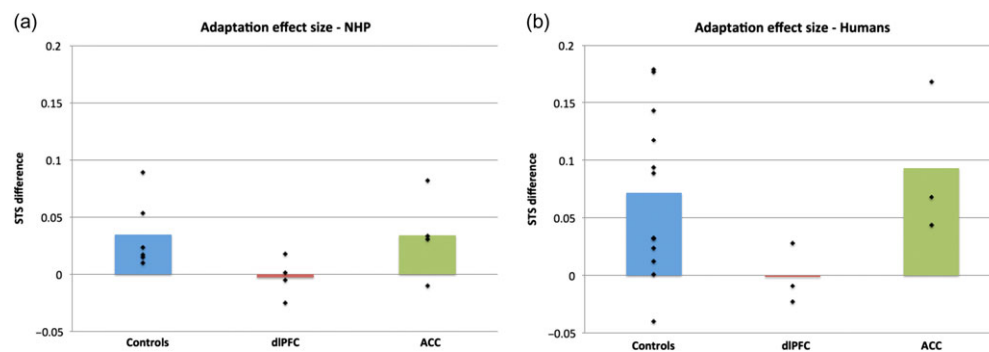 (a)
Adaptation effect size - NHP
STS difference
0.2
0.15
0.1
0.05
0
−0.05
Controls dlPFC ACC
(b)
Adaptation effect size - Humans
STS difference
0.2
0.15
0.1
0.05
0
−0.05
Controls dlPFC ACC